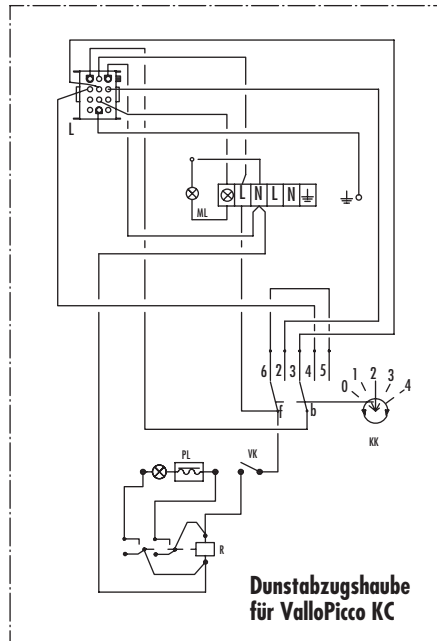 L
ML
L N L N
6 2 3 4 5
0 1 2 3 4
f b
KK
PL
VK
R
Dunstabzugshaube
für ValloPicco KC